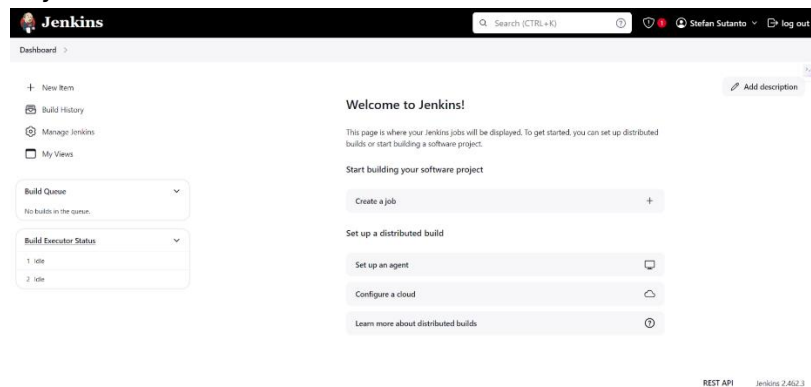 Jenkins
Search (CTRL+K)
1
Stefan Sutanto
log out
Dashboard
Add description
New Item
Build History
Manage Jenkins
My Views
Build Queue
No builds in the queue.
Build Executor Status
1 Idle
2 Idle
Welcome to Jenkins!
This page is where your Jenkins jobs will be displayed. To get started, you can set up distributed
builds or start building a software project.
Start building your software project
Create a job
Set up a distributed build
Set up an agent
Configure a cloud
Learn more about distributed builds
REST API
Jenkins 2.462.3